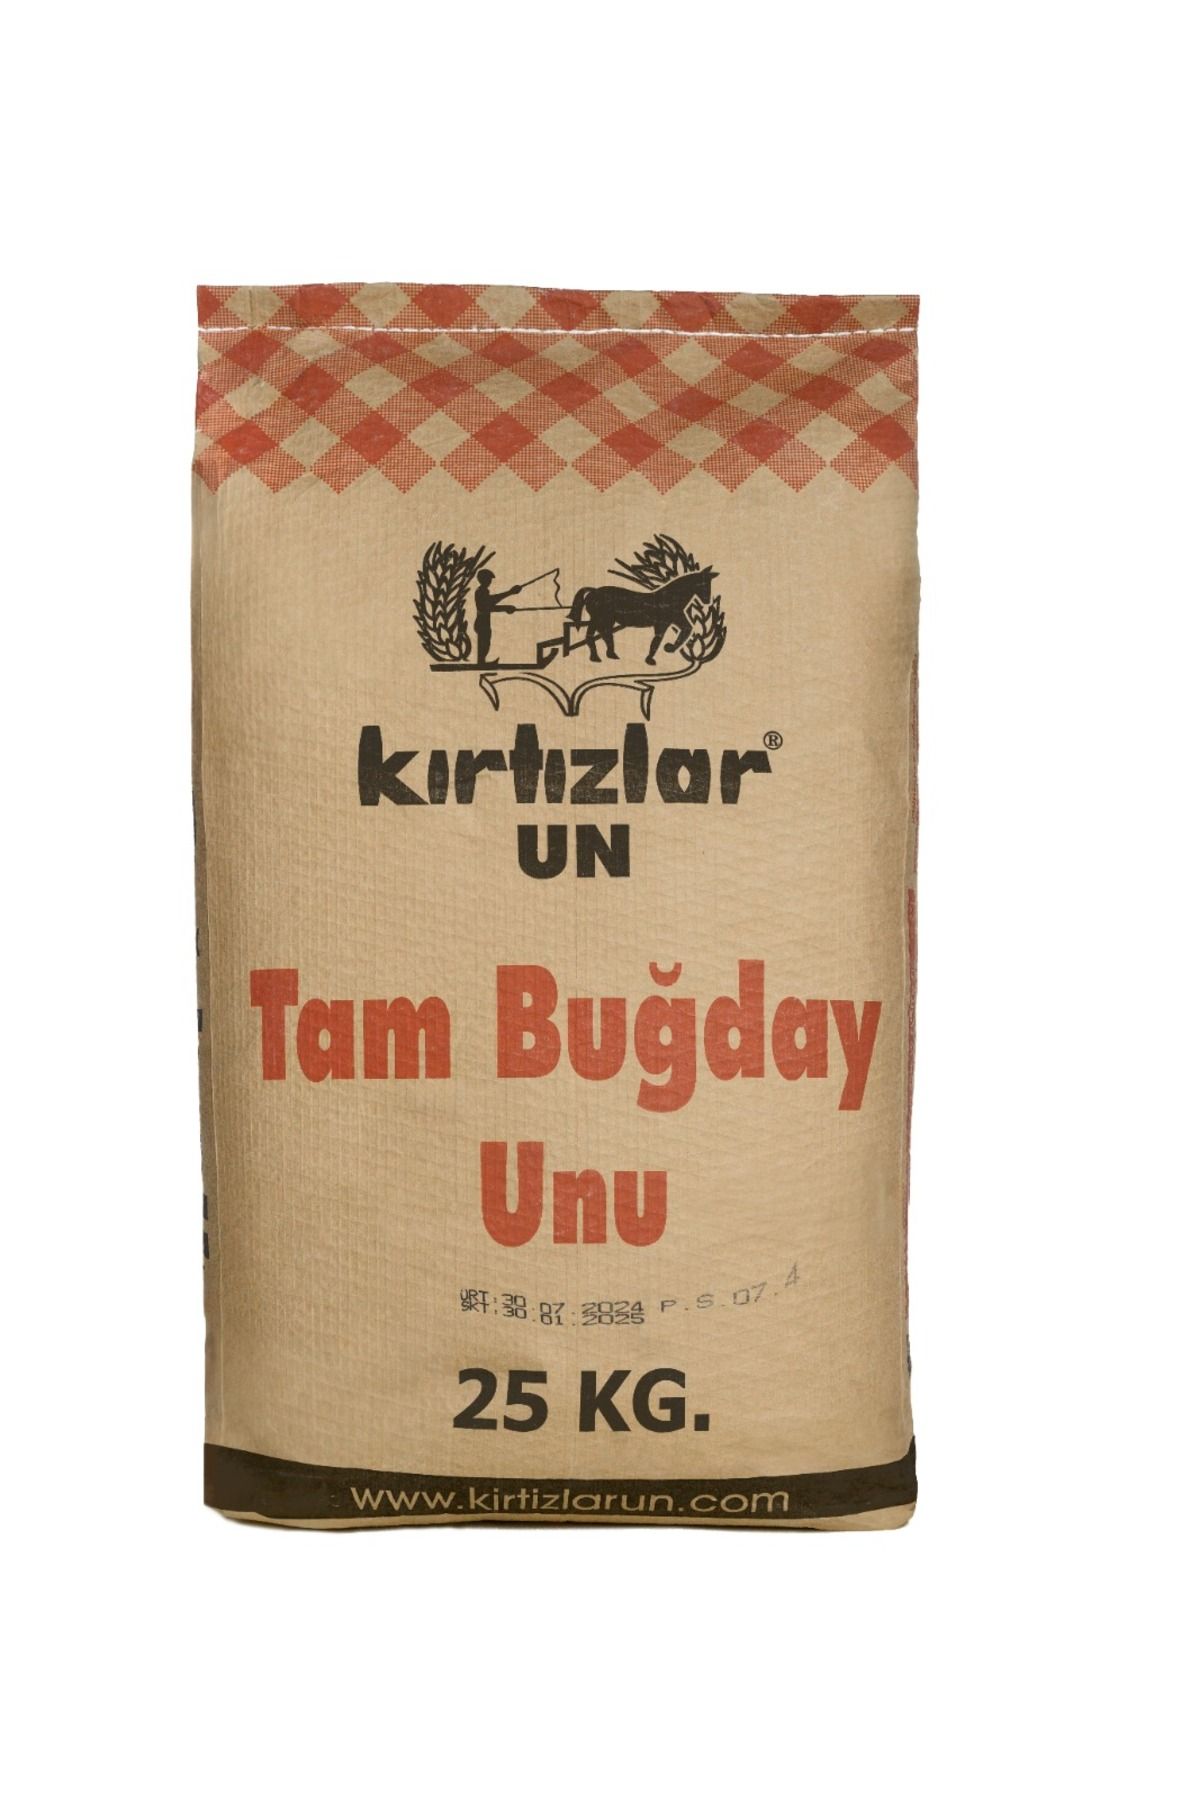 kırtızlar®
UN
Tam Buğday
Unu
ÜRT:30.07.2024 P.S.07.4
SKT:30.01.2025
25 KG.
www.kirtizlarun.com